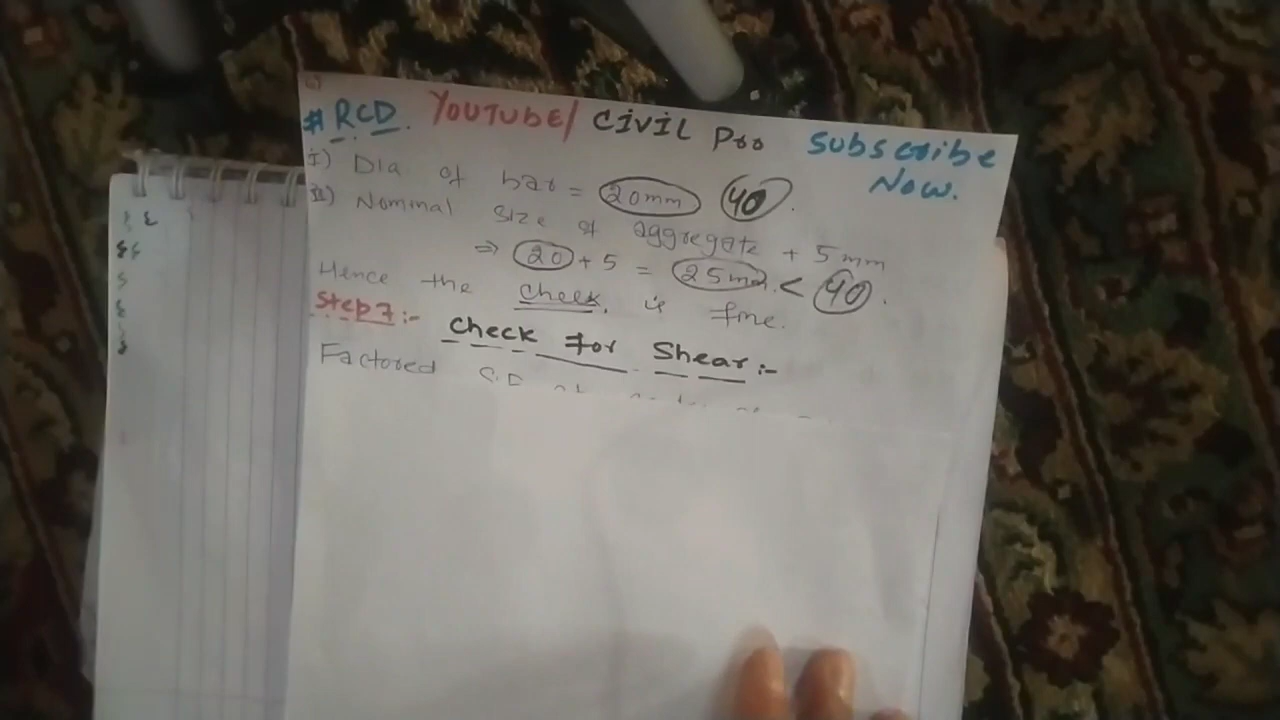 #RCD. YOUTUBE/ CiViL Pro Subscribe Now.
i) Dia of bar = 20mm 40.
ii) Nominal size of aggregate + 5mm
⇒ 20 + 5 = 25mm < 40.
Hence the check, is fine.
Step 7:- Check for Shear:-
Factored